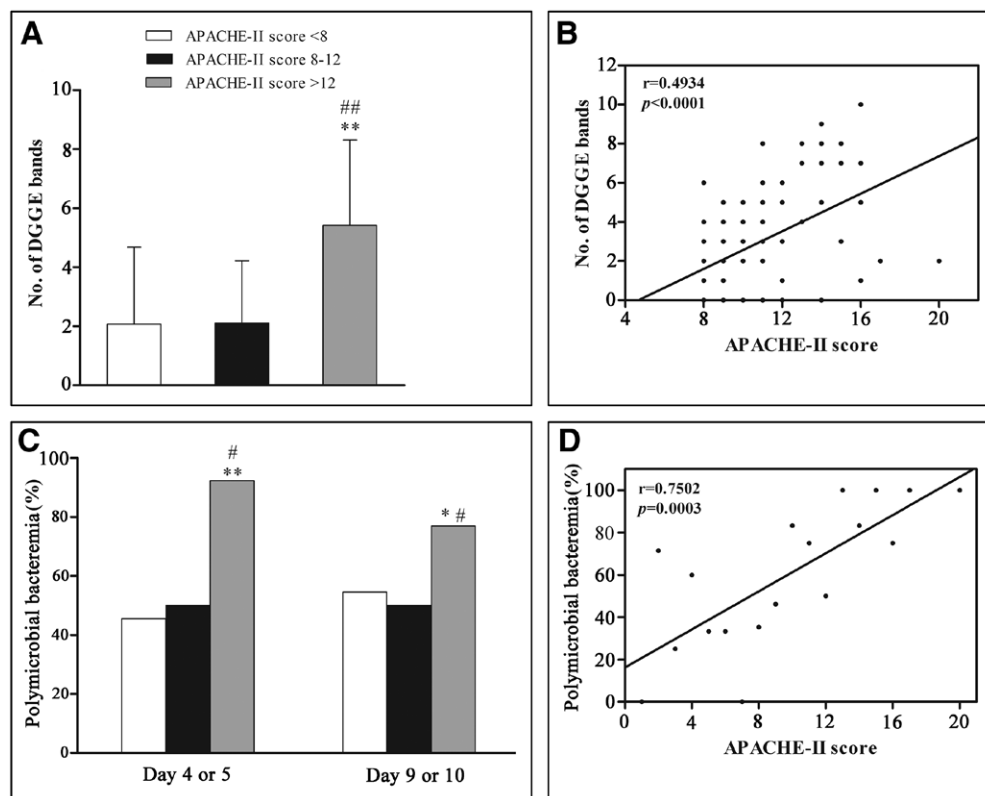 A
APACHE-II score <8
APACHE-II score 8-12
APACHE-II score >12
##
**
No. of DGGE bands
10
8
6
4
2
0
B
r=0.4934
p<0.0001
No. of DGGE bands
12
10
8
6
4
2
0
4 8 12 16 20
APACHE-II score
C
#
**
* #
Polymicrobial bacteremia(%)
100
80
60
40
20
0
Day 4 or 5 Day 9 or 10
D
r=0.7502
p=0.0003
Polymicrobial bacteremia(%)
100
80
60
40
20
0
0 4 8 12 16 20
APACHE-II score